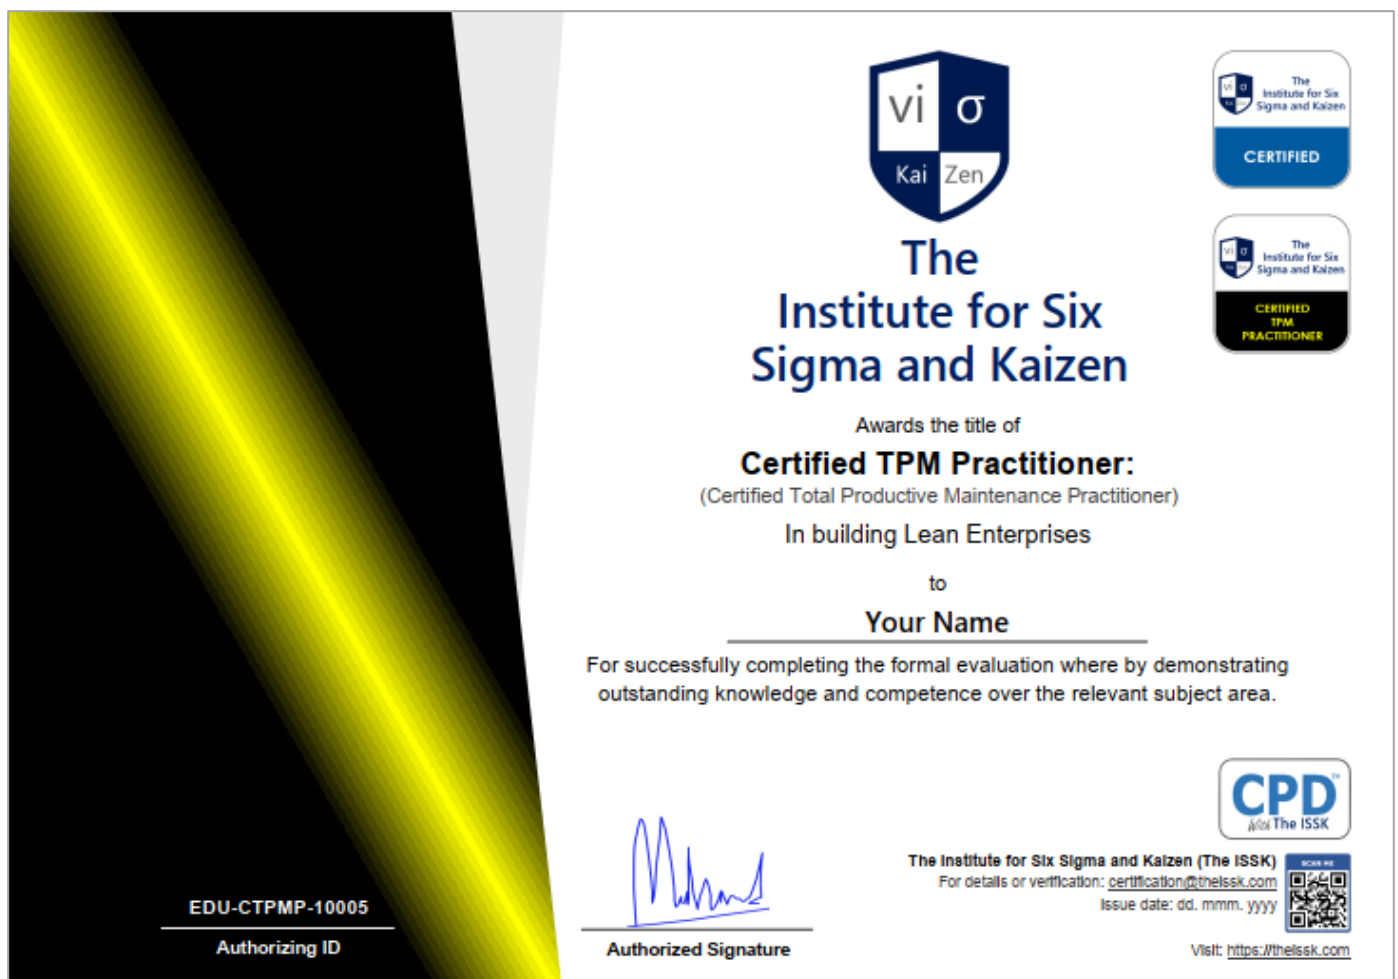 vi σ
Kai Zen
The
Institute for Six
Sigma and Kaizen
The
Institute for Six
Sigma and Kaizen
CERTIFIED
The
Institute for Six
Sigma and Kaizen
CERTIFIED
TPM
PRACTITIONER
Awards the title of
Certified TPM Practitioner:
(Certified Total Productive Maintenance Practitioner)
In building Lean Enterprises
to
Your Name
For successfully completing the formal evaluation where by demonstrating
outstanding knowledge and competence over the relevant subject area.
EDU-CTPMP-10005
Authorizing ID
Authorized Signature
CPD™
With The ISSK
The Institute for Six Sigma and Kaizen (The ISSK)
For details or verification: certification@theissk.com
Issue date: dd. mmm. yyyy
SCAN ME
Visit: https://theissk.com